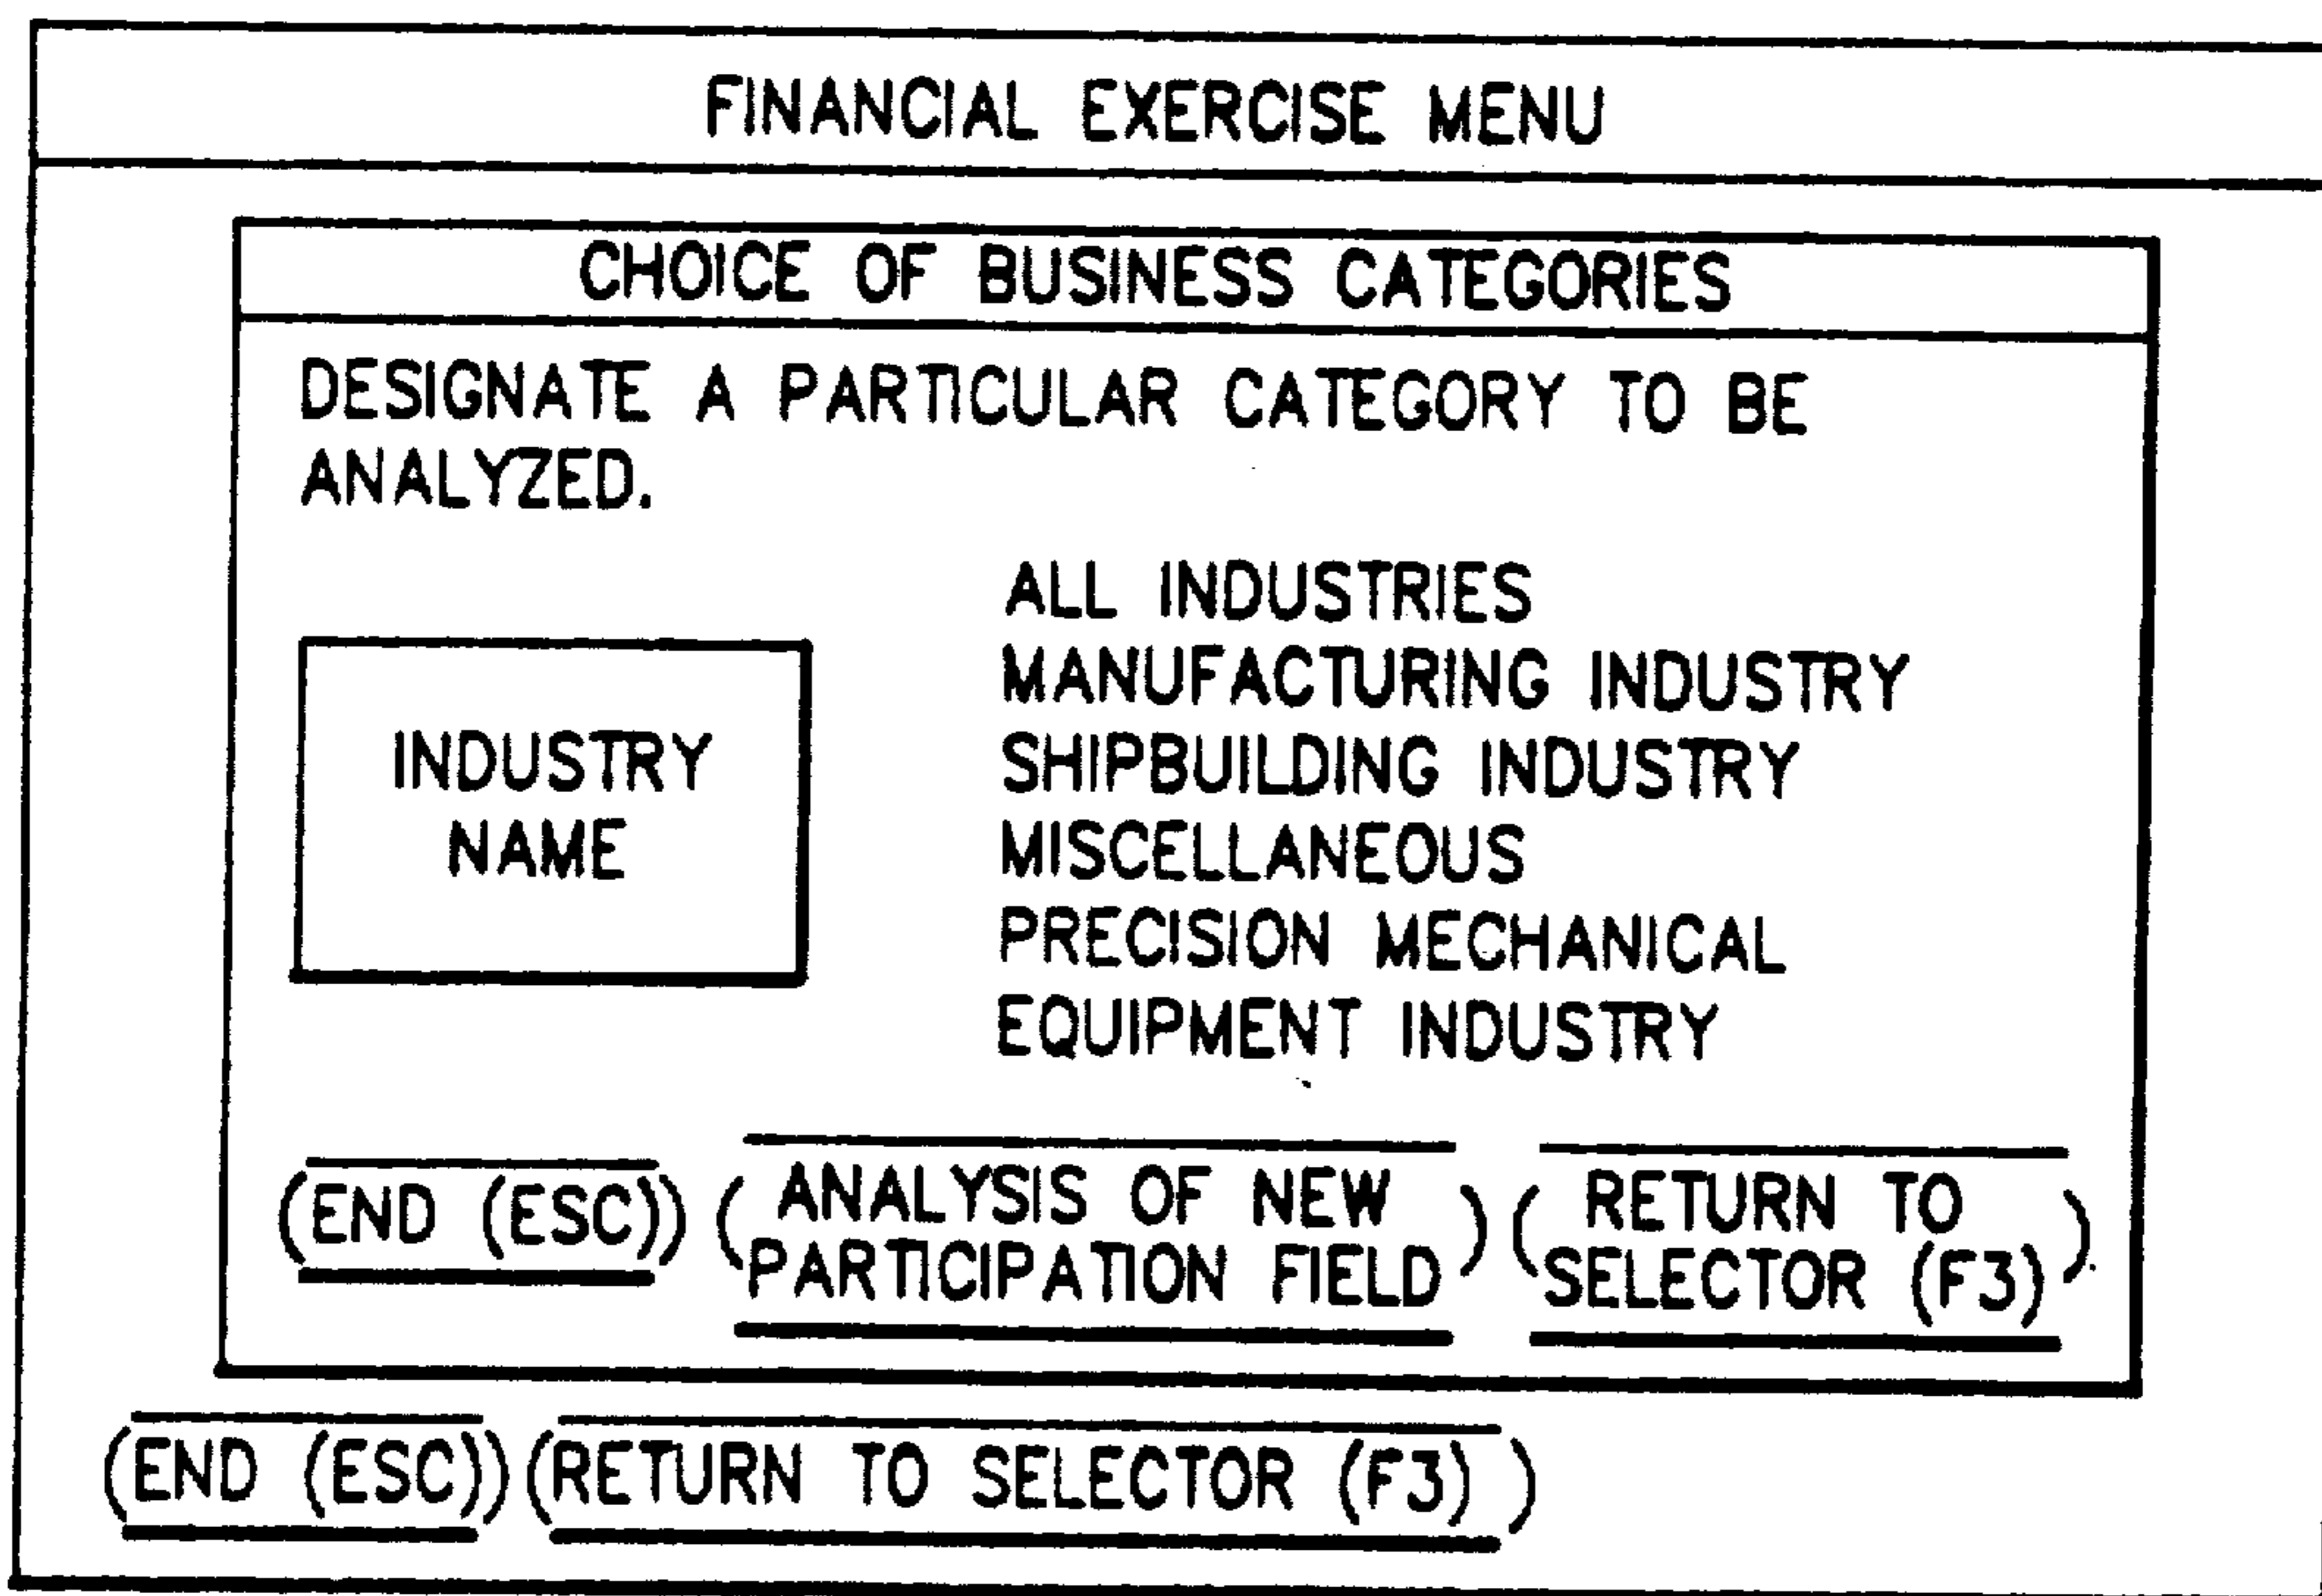 FINANCIAL EXERCISE MENU
CHOICE OF BUSINESS CATEGORIES
DESIGNATE A PARTICULAR CATEGORY TO BE
ANALYZED.
INDUSTRY
NAME
ALL INDUSTRIES
MANUFACTURING INDUSTRY
SHIPBUILDING INDUSTRY
MISCELLANEOUS
PRECISION MECHANICAL
EQUIPMENT INDUSTRY
(END (ESC))
(ANALYSIS OF NEW
PARTICIPATION FIELD)
(RETURN TO
SELECTOR (F3))
(END (ESC)) (RETURN TO SELECTOR (F3))